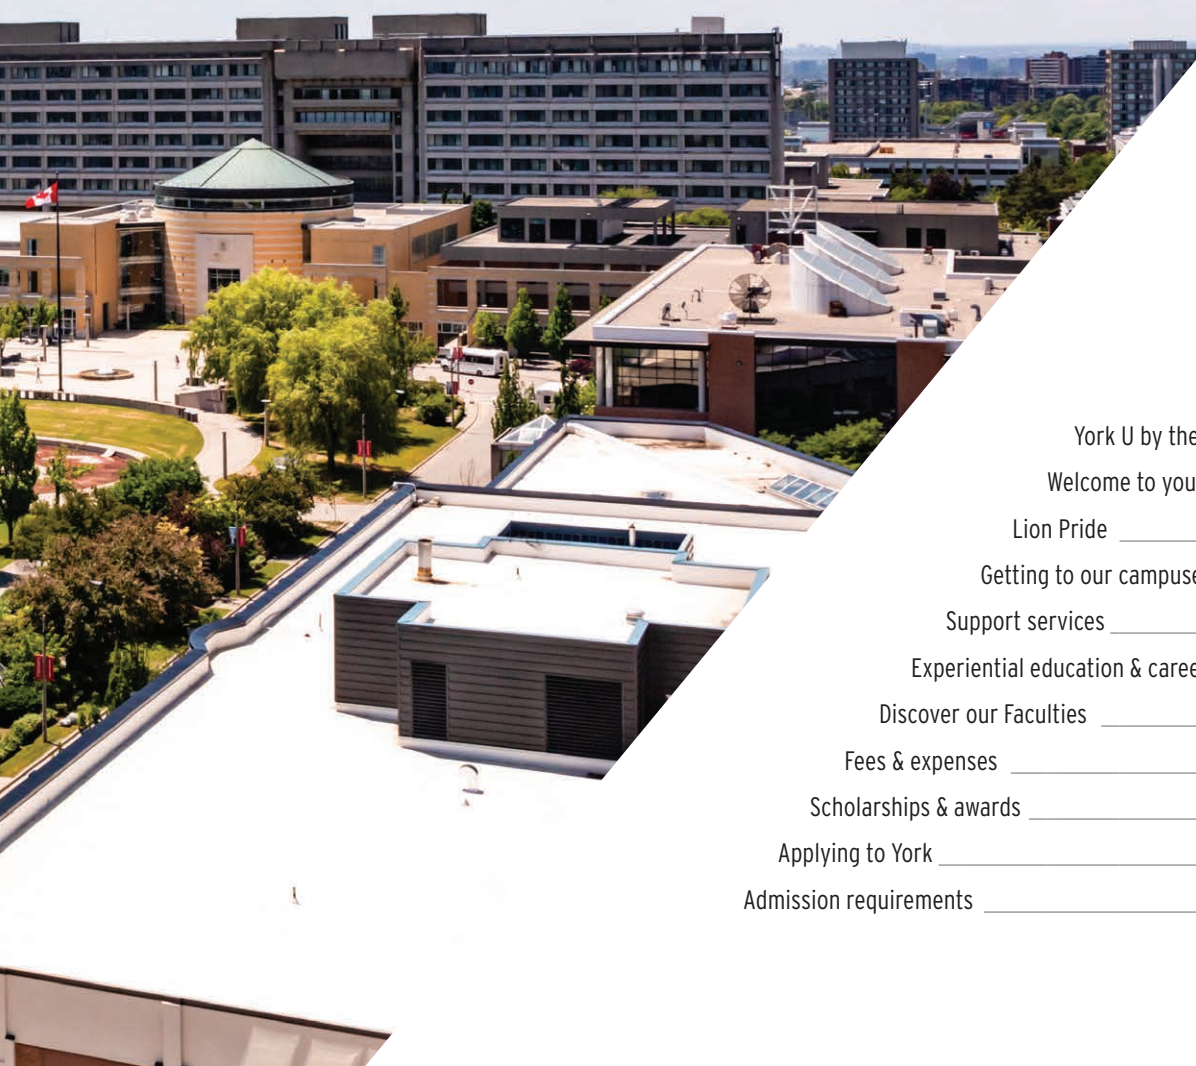 York U by the
Welcome to you
Lion Pride
Getting to our campuse
Support services
Experiential education & caree
Discover our Faculties
Fees & expenses
Scholarships & awards
Applying to York
Admission requirements